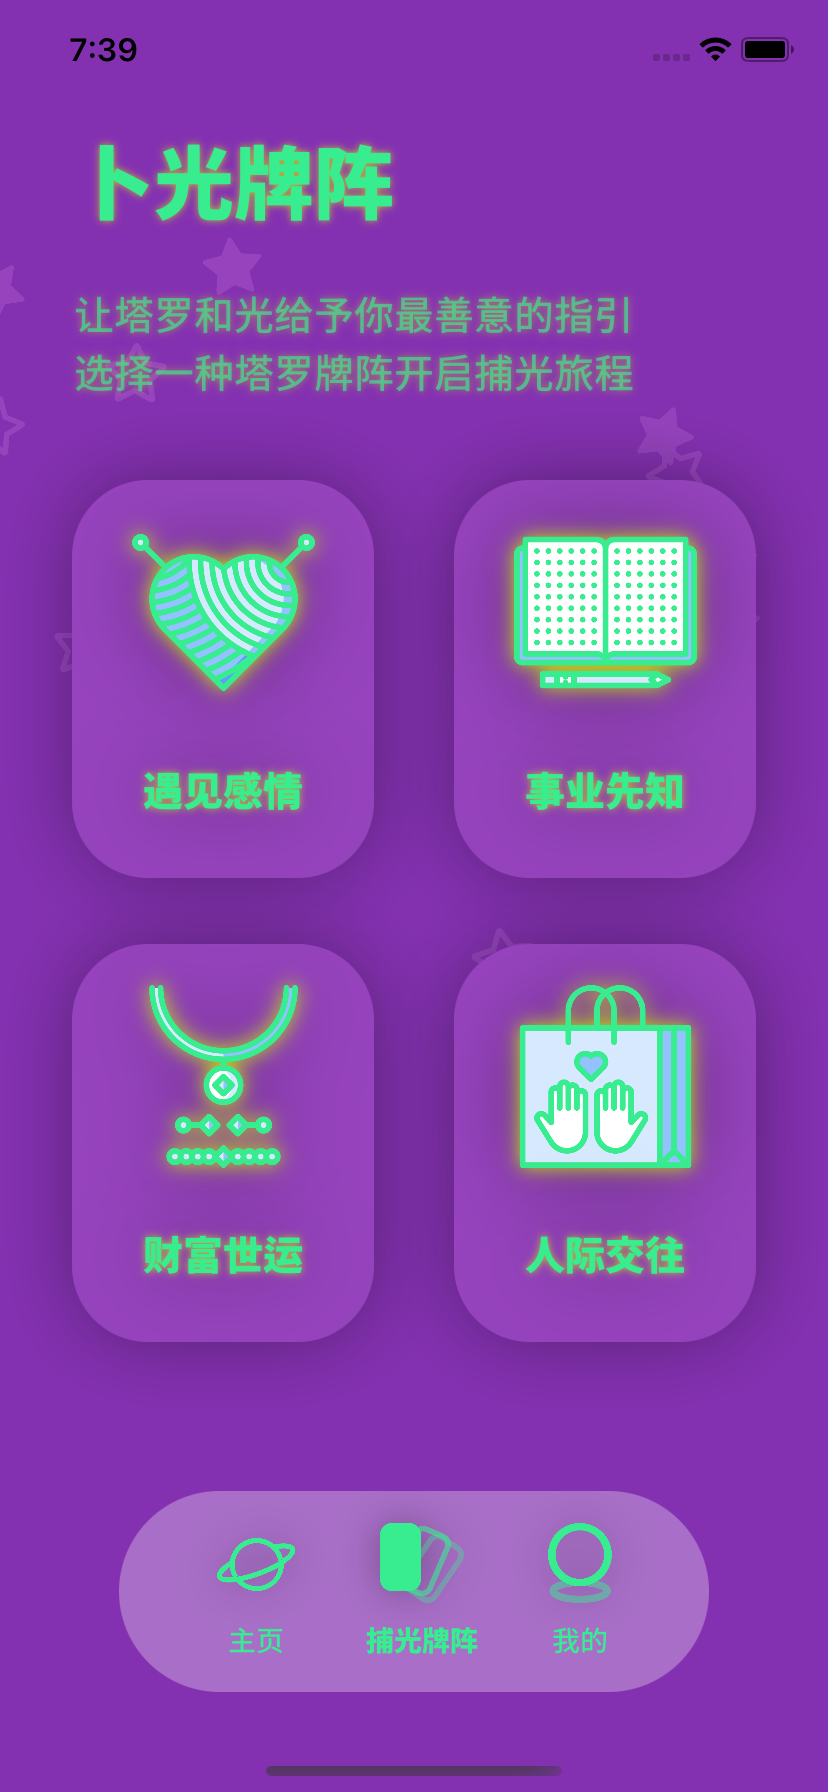 7:39
卜光牌阵
让塔罗和光给予你最善意的指引
选择一种塔罗牌阵开启捕光旅程
遇见感情
事业先知
财富世运
人际交往
主页
捕光牌阵
我的